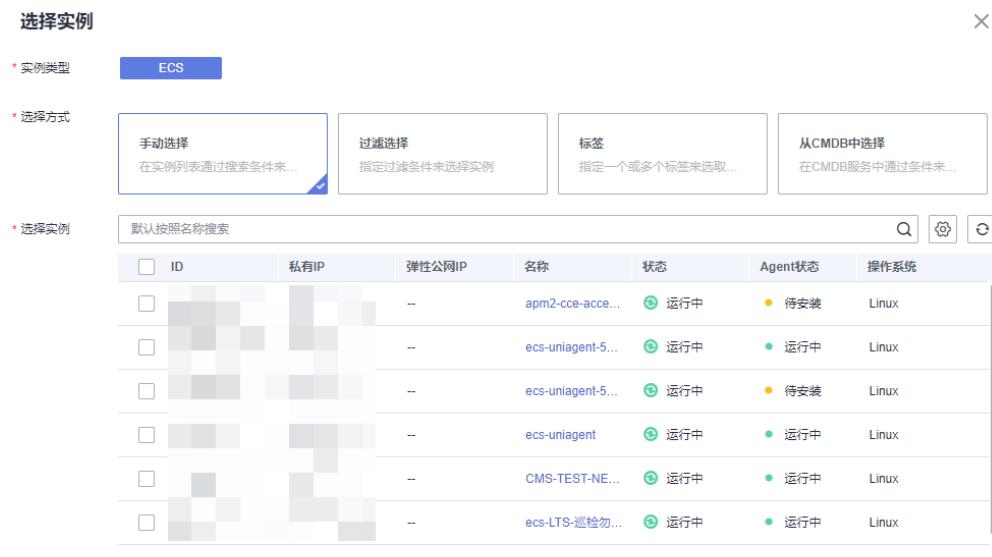 选择实例
* 实例类型 ECS
* 选择方式
手动选择 过滤选择 标签 从CMDB中选择
在实例列表通过搜索条件来... 指定过滤条件来选择实例 指定一个或多个标签来选取... 在CMDB服务中通过条件来...
* 选择实例 默认按照名称搜索
ID 私有IP 弹性公网IP 名称 状态 Agent状态 操作系统
-- apm2-cce-acce... 运行中 待安装 Linux
-- ecs-uniagent-5... 运行中 运行中 Linux
-- ecs-uniagent-5... 运行中 待安装 Linux
-- ecs-uniagent 运行中 运行中 Linux
-- CMS-TEST-NE... 运行中 运行中 Linux
-- ecs-LTS-巡检勿... 运行中 运行中 Linux